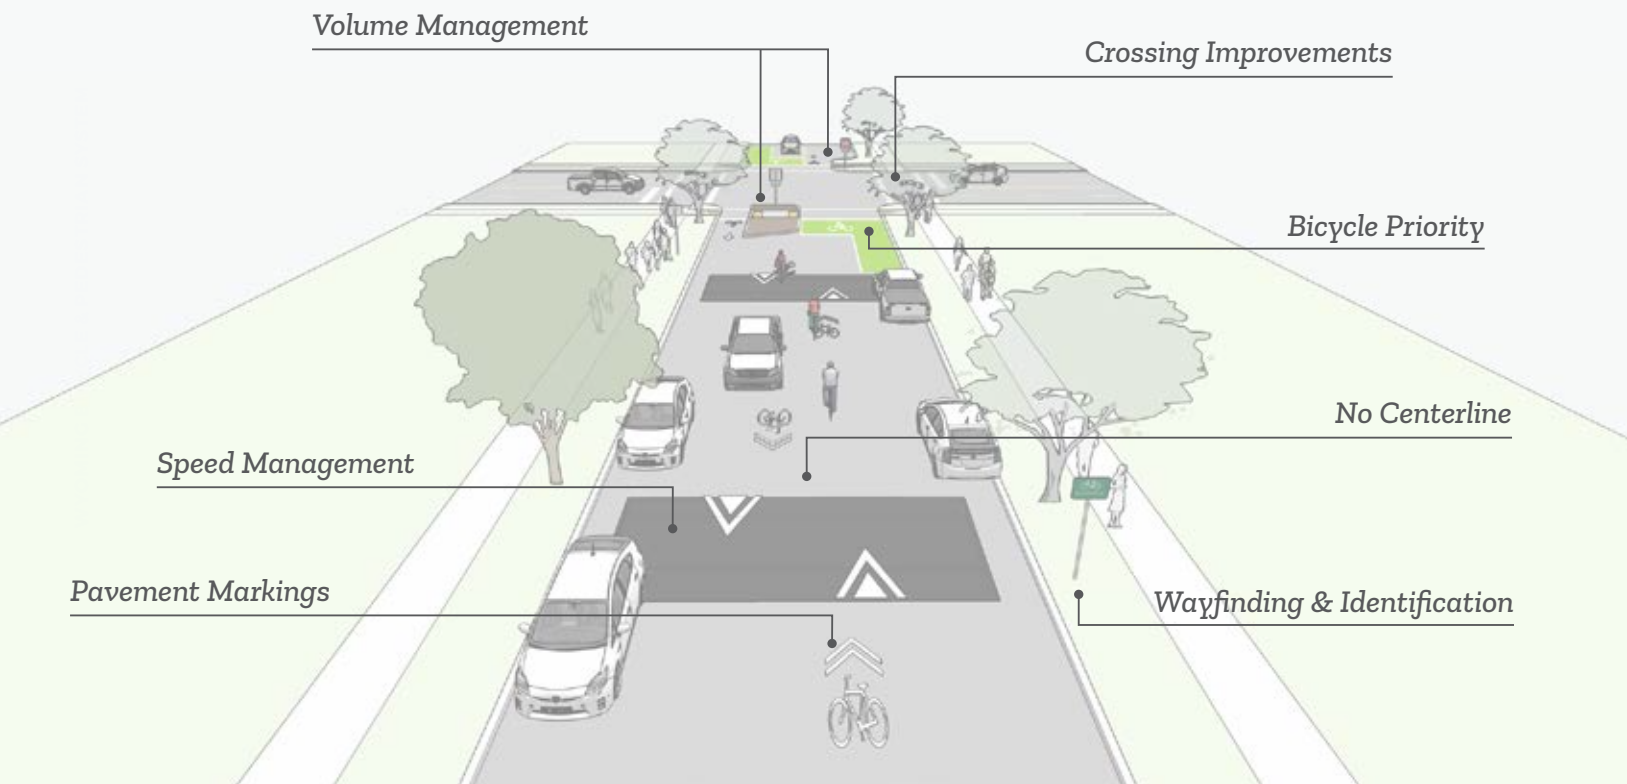 Volume Management
Crossing Improvements
Bicycle Priority
No Centerline
Speed Management
Pavement Markings
Wayfinding & Identification